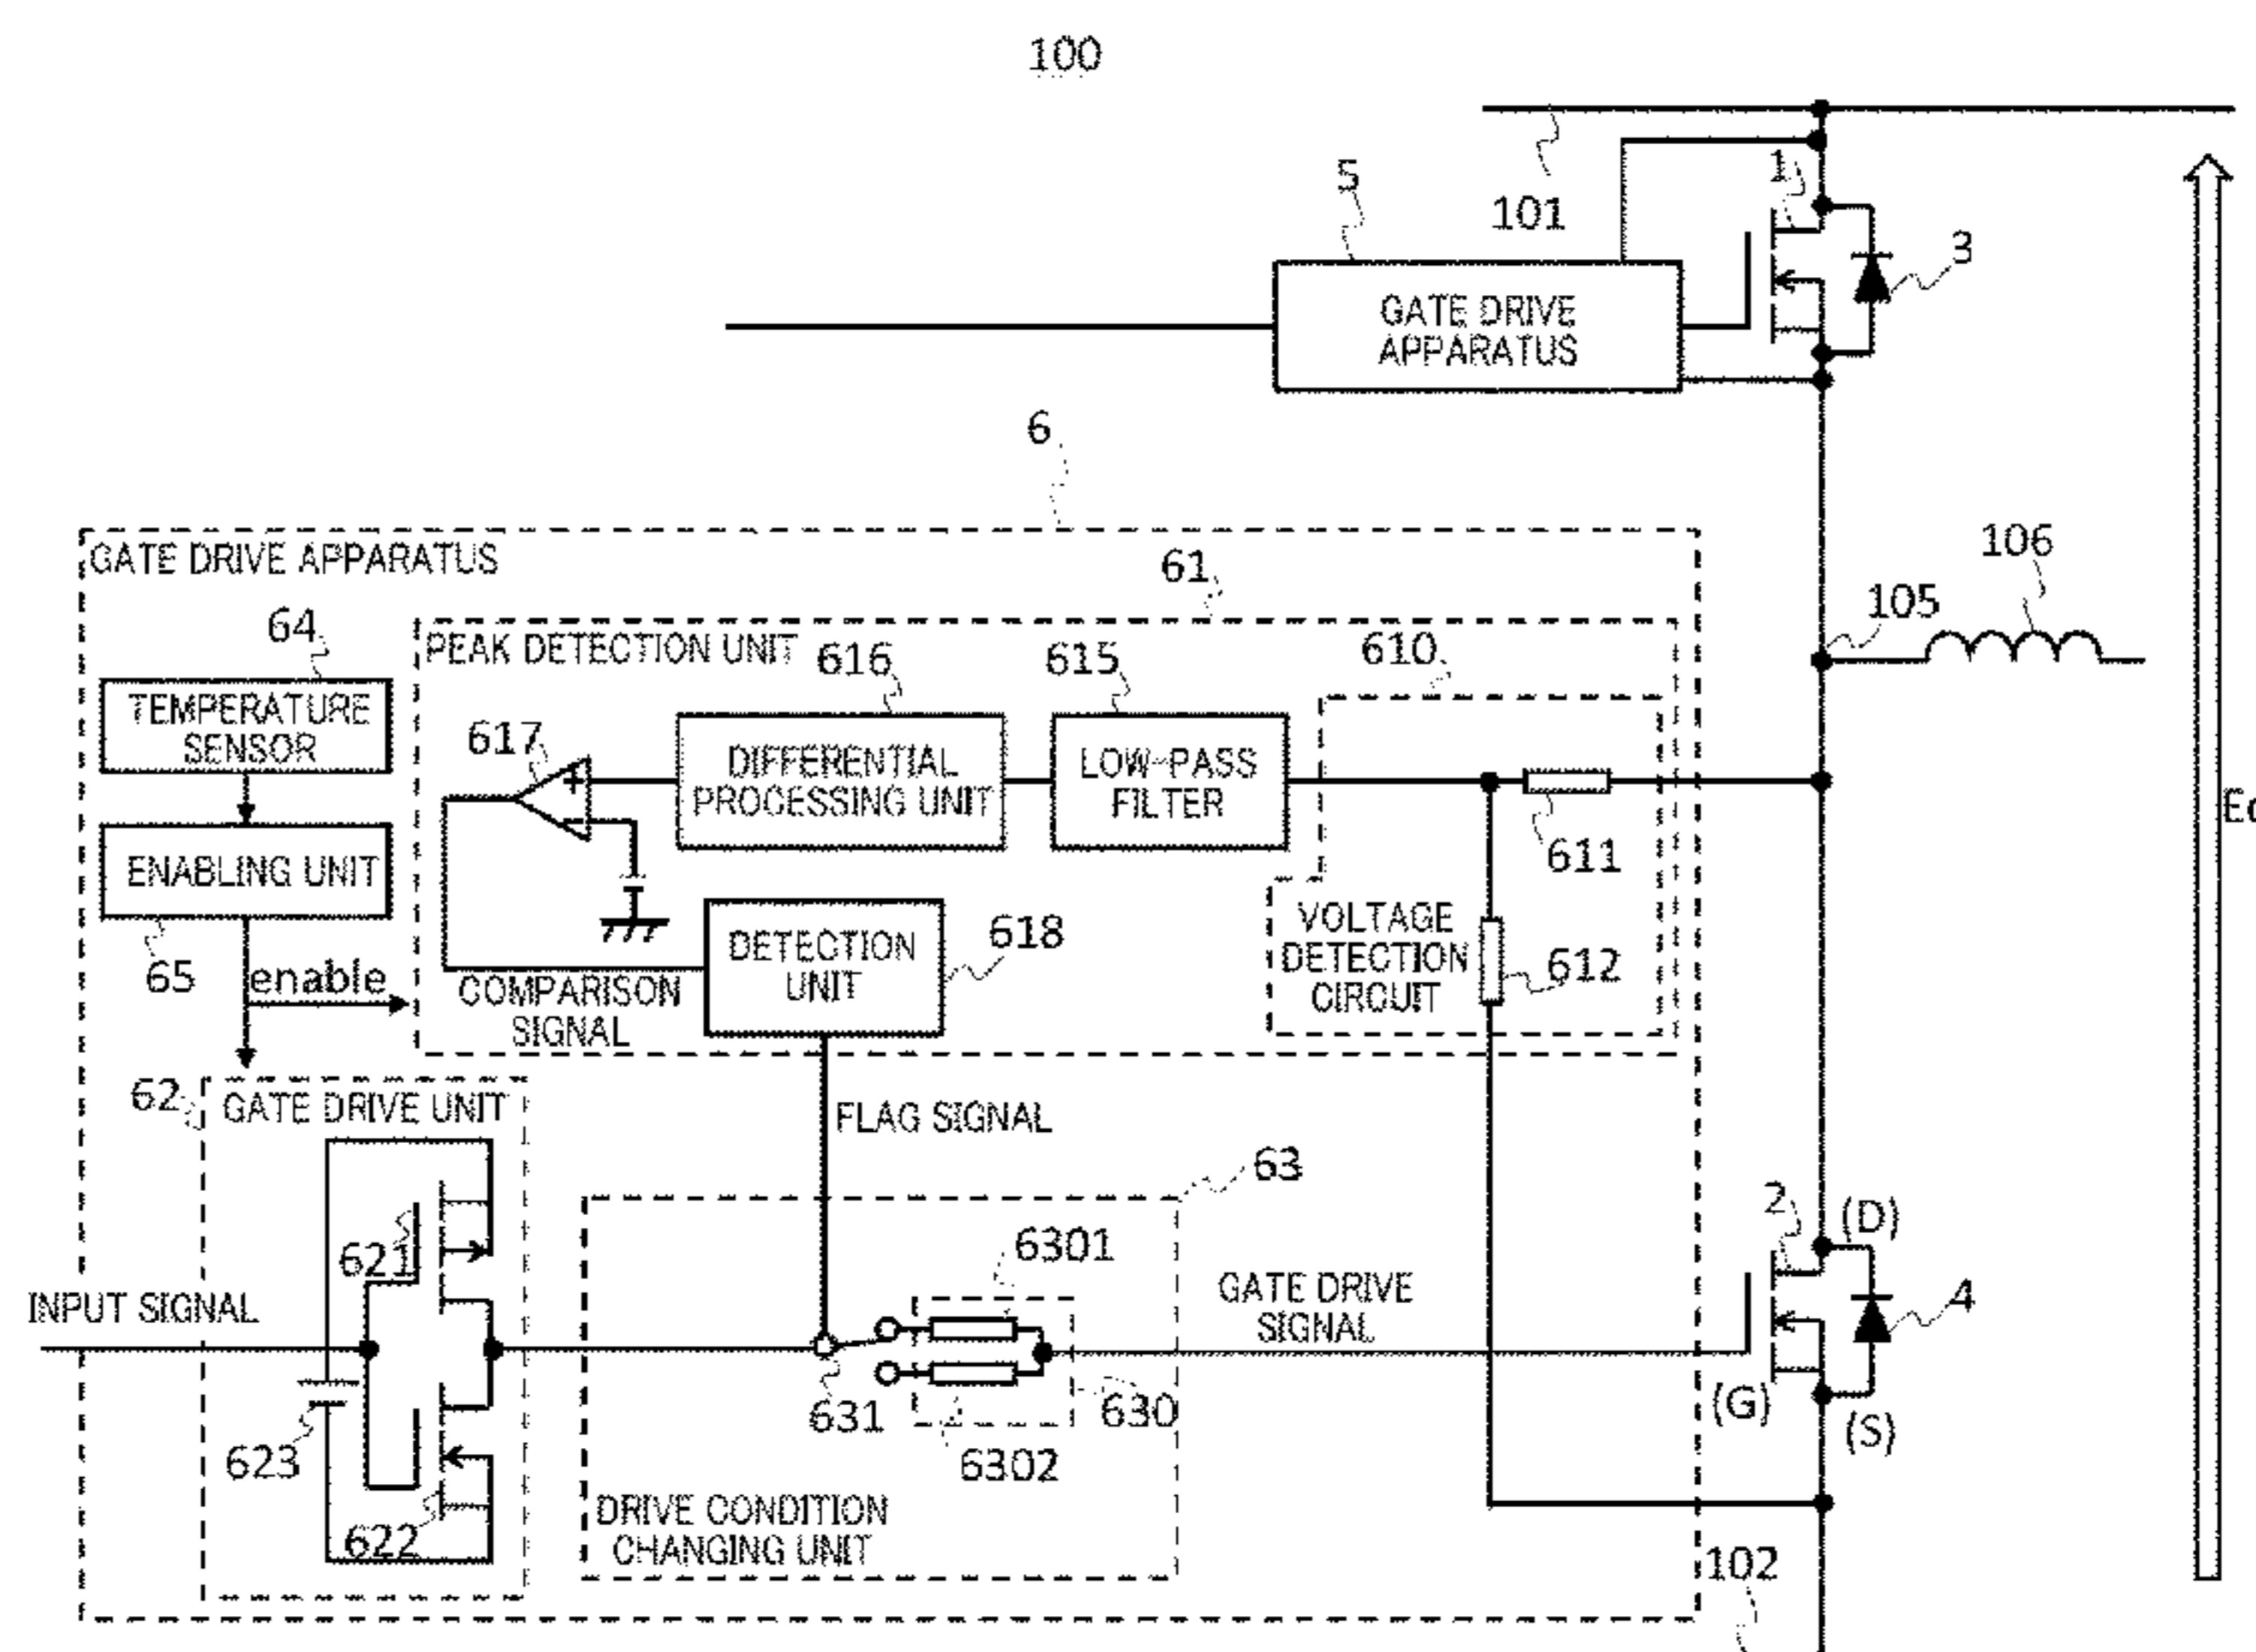 100
101
1
5
3
GATE DRIVE
APPARATUS
6
GATE DRIVE APPARATUS
61
106
105
64
PEAK DETECTION UNIT
616
615
610
TEMPERATURE
SENSOR
617
+
DIFFERENTIAL
PROCESSING UNIT
LOW-PASS
FILTER
611
ENABLING UNIT
65
enable
DETECTION
UNIT
618
VOLTAGE
DETECTION
CIRCUIT
612
COMPARISON
SIGNAL
62
GATE DRIVE UNIT
FLAG SIGNAL
63
2
(D)
621
6301
GATE DRIVE
SIGNAL
4
INPUT SIGNAL
631
630
(G)
(S)
623
6302
622
DRIVE CONDITION
CHANGING UNIT
102